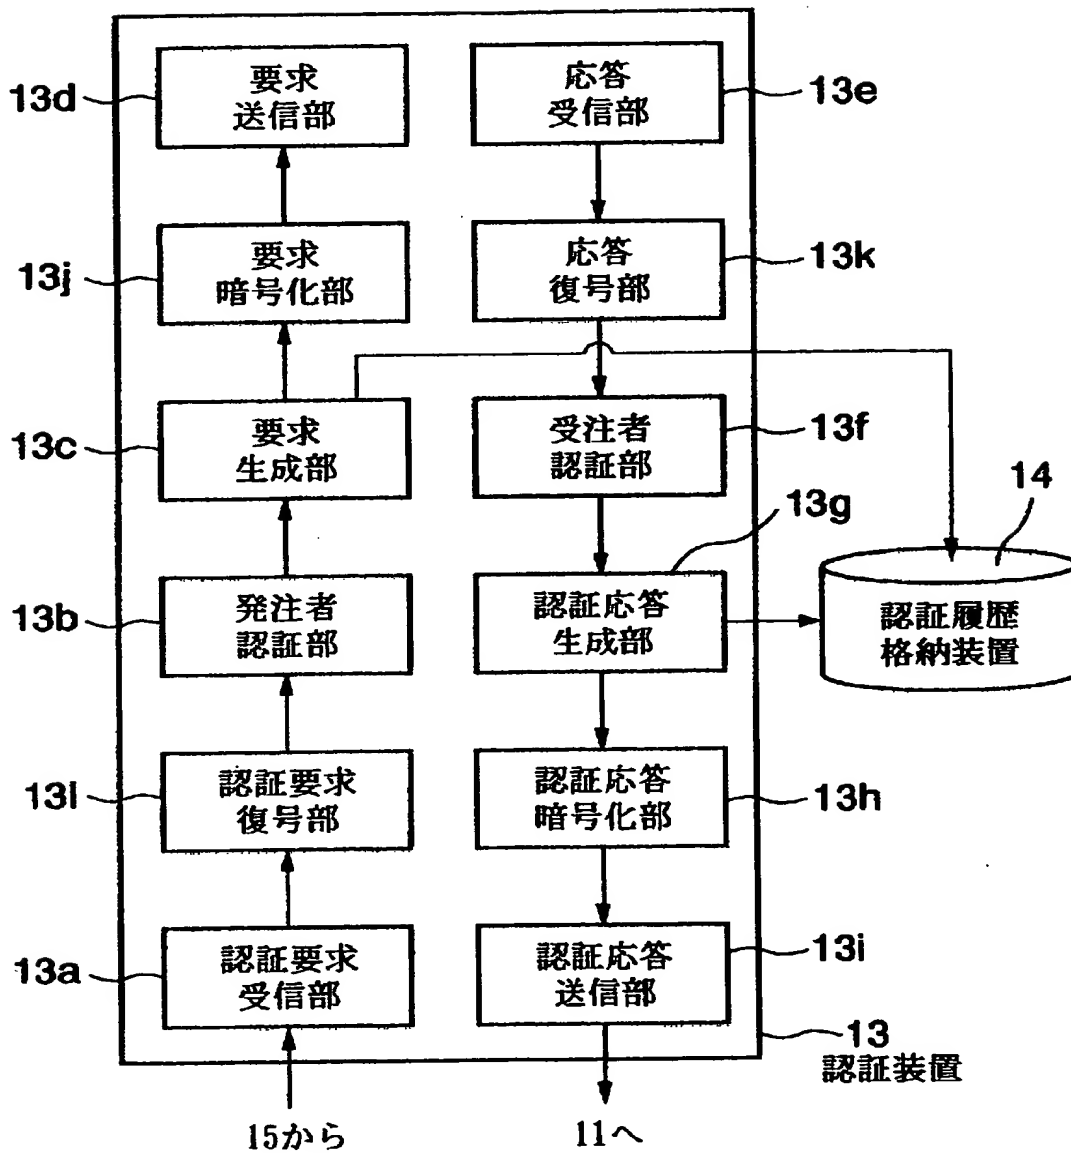 13d
要求
送信部
応答
受信部
13e
13j
要求
暗号化部
応答
復号部
13k
13c
要求
生成部
受注者
認証部
13f
13g
14
13b
発注者
認証部
認証応答
生成部
認証履歴
格納装置
13l
認証要求
復号部
認証応答
暗号化部
13h
13a
認証要求
受信部
認証応答
送信部
13i
13
認証装置
15から
11へ